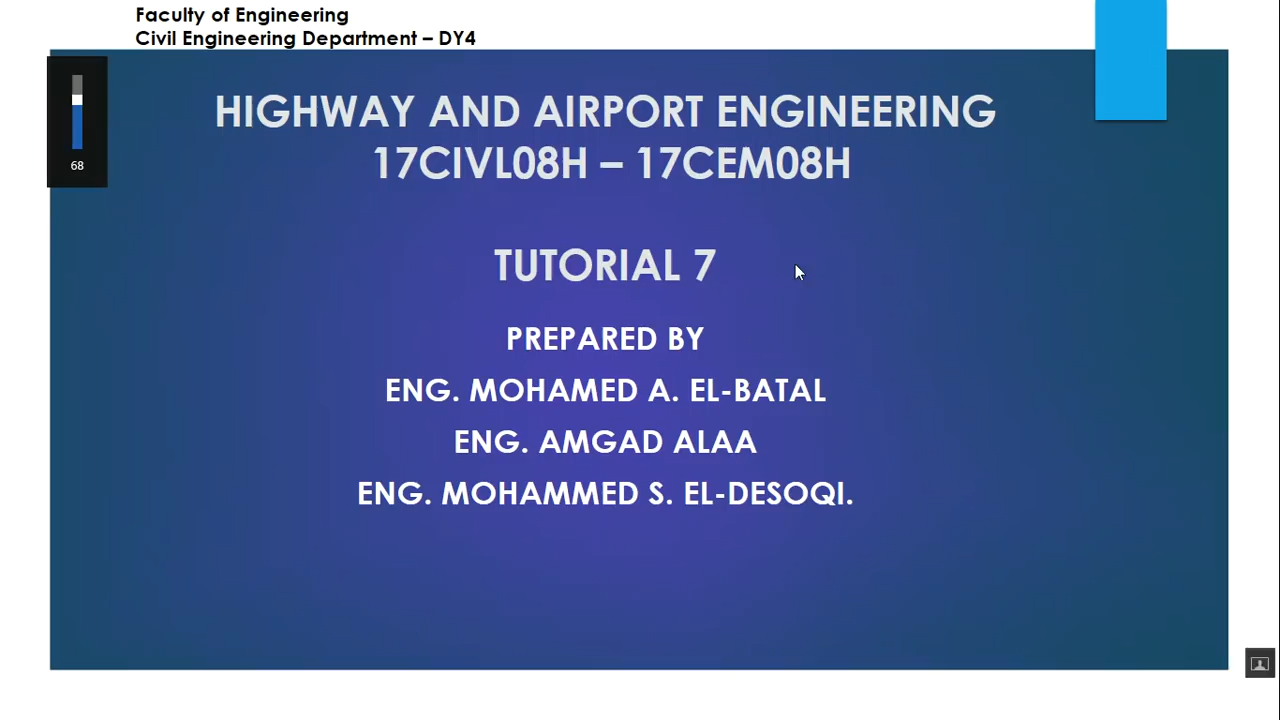 Faculty of Engineering
Civil Engineering Department – DY4
68
HIGHWAY AND AIRPORT ENGINEERING
17CIVL08H – 17CEM08H
TUTORIAL 7
PREPARED BY
ENG. MOHAMED A. EL-BATAL
ENG. AMGAD ALAA
ENG. MOHAMMED S. EL-DESOQI.